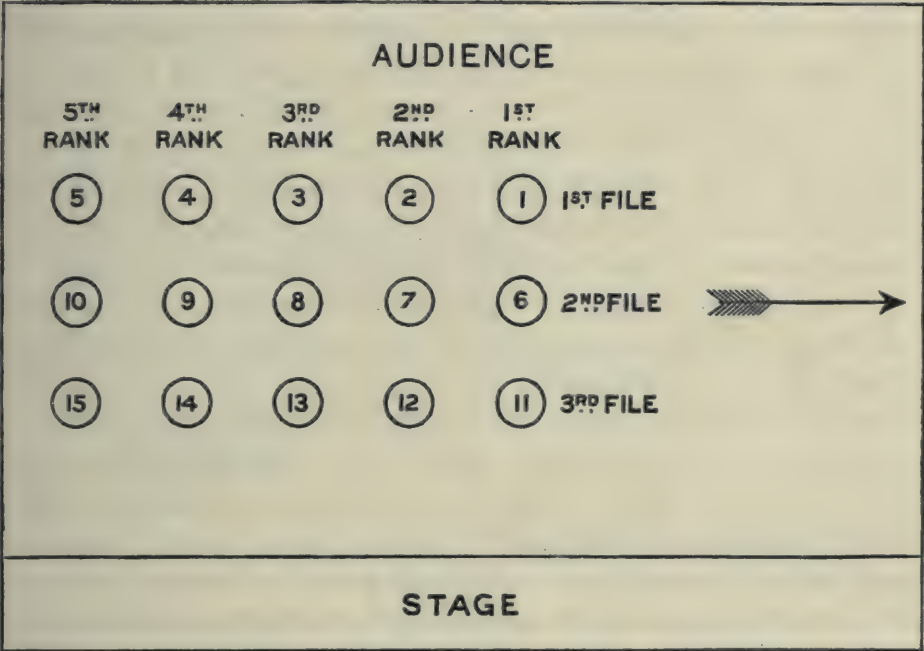 AUDIENCE
5TH 4TH 3RD 2ND 1ST
RANK RANK RANK RANK RANK
5 4 3 2 1 1ST FILE
10 9 8 7 6 2ND FILE
15 14 13 12 11 3RD FILE
STAGE